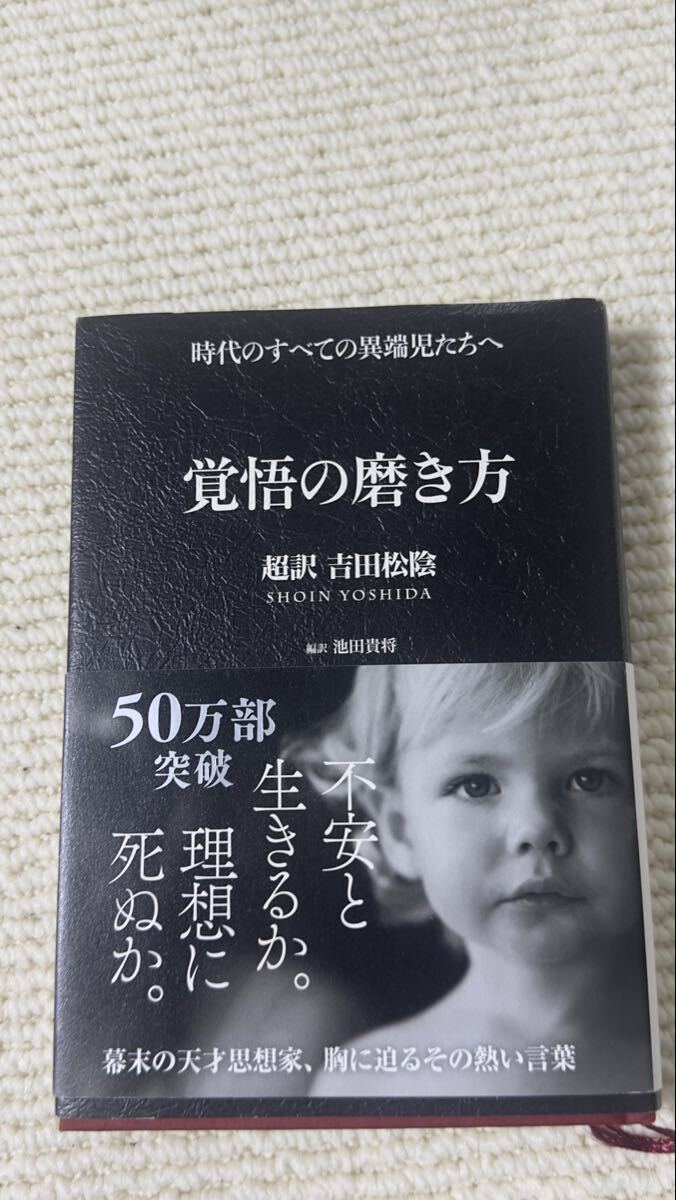 時代のすべての異端児たちへ
覚悟の磨き方
超訳 吉田松陰
SHOIN YOSHIDA
編訳 池田貴将
50万部
突破
不安と
生きるか。
理想に
死ぬか。
幕末の天才思想家、胸に迫るその熱い言葉